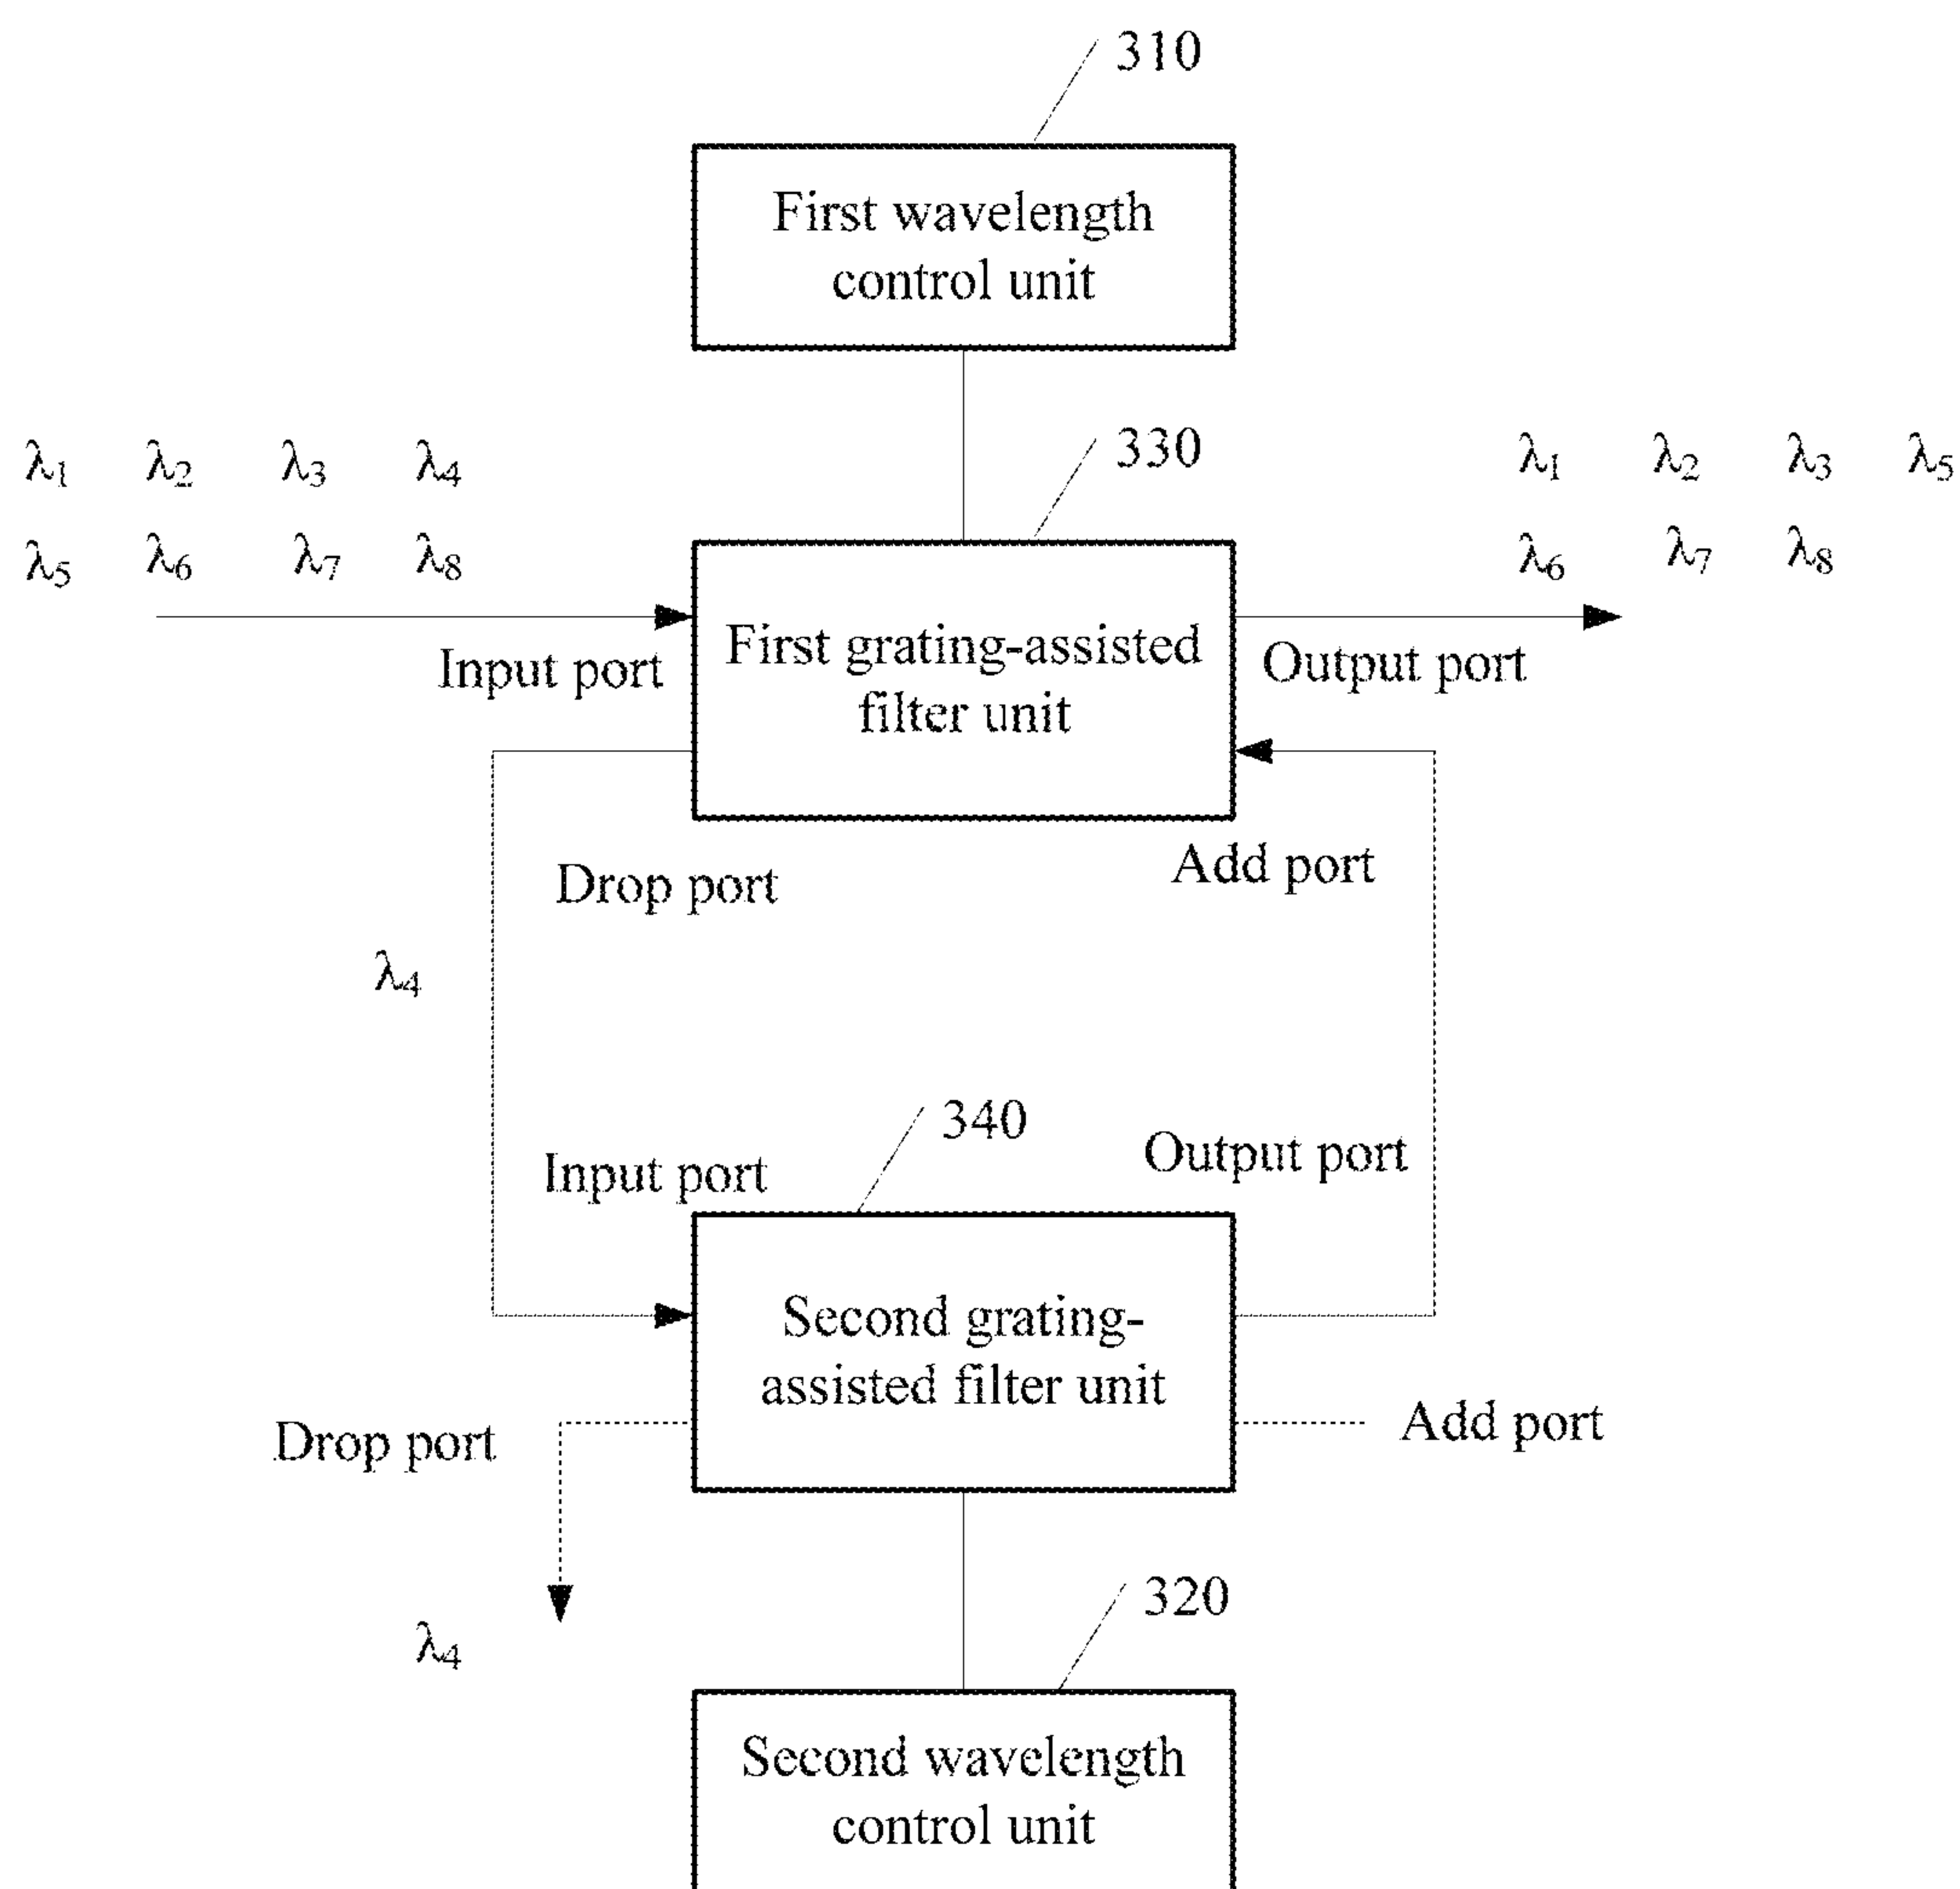 310
First wavelength
control unit
330
λ1 λ2 λ3 λ4
λ5 λ6 λ7 λ8
λ1 λ2 λ3 λ5
λ6 λ7 λ8
Input port
First grating-assisted
filter unit
Output port
Drop port
Add port
λ4
340
Input port
Output port
Second grating-
assisted filter unit
Drop port
Add port
λ4
320
Second wavelength
control unit